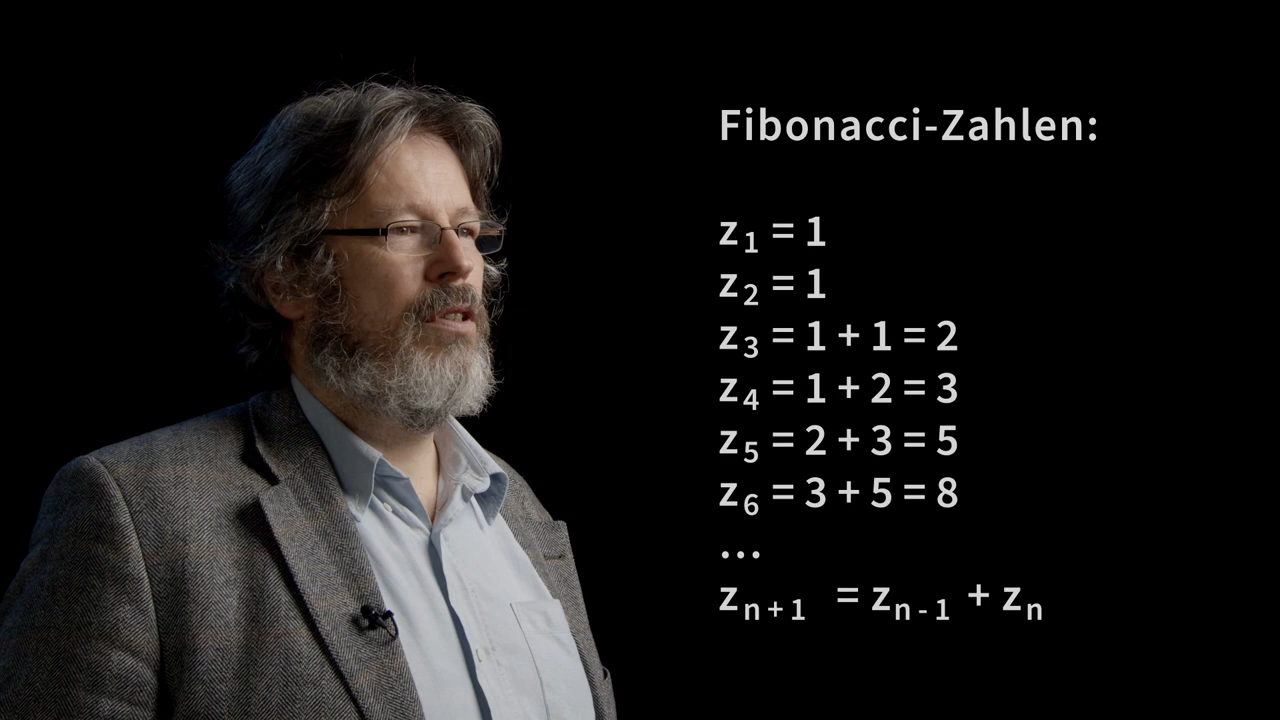 Fibonacci-Zahlen:
z₁ = 1
z₂ = 1
z₃ = 1 + 1 = 2
z₄ = 1 + 2 = 3
z₅ = 2 + 3 = 5
z₆ = 3 + 5 = 8
...
zₙ₊₁ = zₙ₋₁ + zₙ